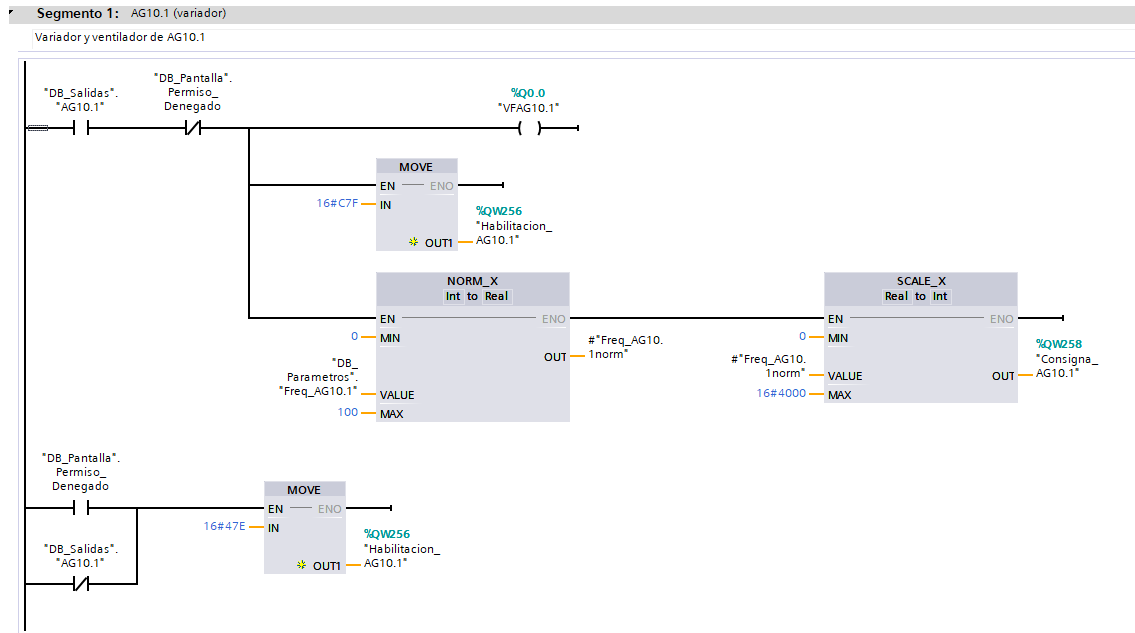 Segmento 1: AG10.1 (variador)
Variador y ventilador de AG10.1
"DB_Salidas".
"AG10.1"
"DB_Pantalla".
Permiso_
Denegado
%Q0.0
"VFAG10.1"
MOVE
EN ENO
16#C7F IN
OUT1
%QW256
"Habilitacion_
AG10.1"
NORM_X
Int to Real
EN ENO
0 MIN
"DB_
Parametros".
"Freq_AG10.1" VALUE
100 MAX
OUT
#"Freq_AG10.
1norm"
SCALE_X
Real to Int
EN ENO
0 MIN
#"Freq_AG10.
1norm" VALUE
16#4000 MAX
OUT
%QW258
"Consigna_
AG10.1"
"DB_Pantalla".
Permiso_
Denegado
"DB_Salidas".
"AG10.1"
MOVE
EN ENO
16#47E IN
OUT1
%QW256
"Habilitacion_
AG10.1"